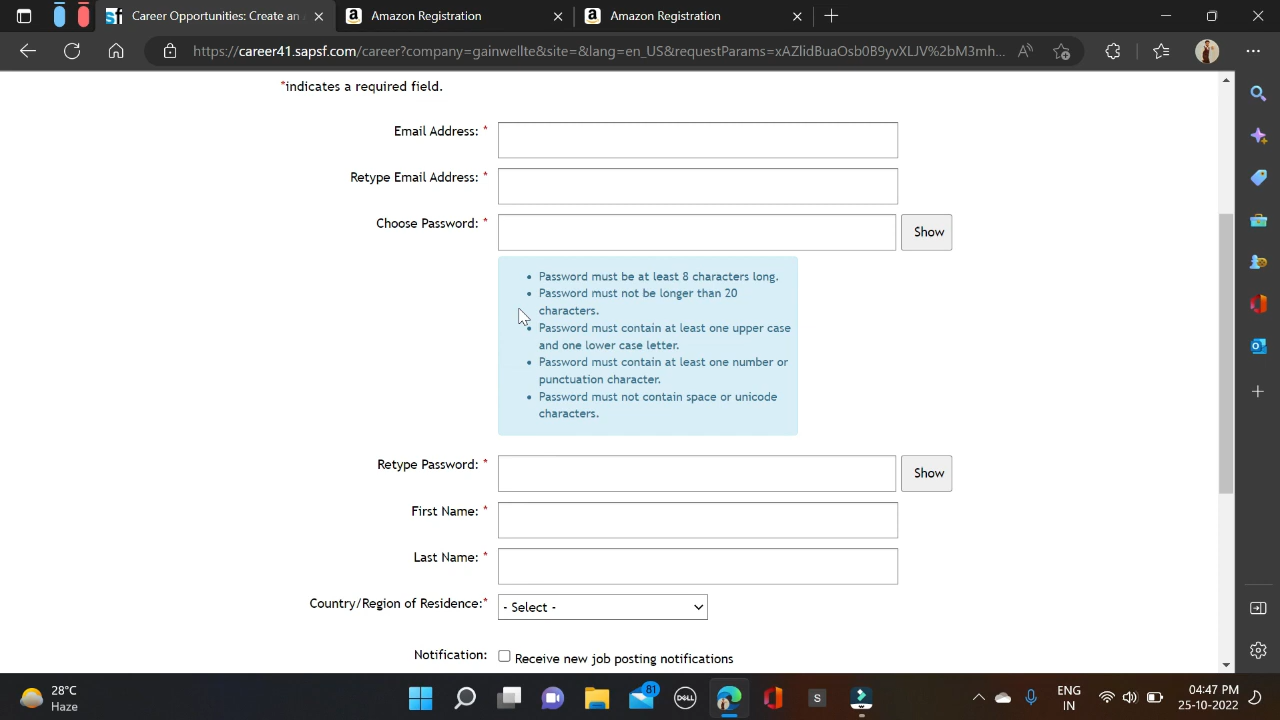 Career Opportunities: Create an
Amazon Registration
Amazon Registration
https://career41.sapsf.com/career?company=gainwellte&site=&lang=en_US&requestParams=xAZlidBuaOsb0B9yvXLJV%2bM3mh...
*indicates a required field.
Email Address: *
Retype Email Address: *
Choose Password: *
Show
• Password must be at least 8 characters long.
• Password must not be longer than 20
characters.
• Password must contain at least one upper case
and one lower case letter.
• Password must contain at least one number or
punctuation character.
• Password must not contain space or unicode
characters.
Retype Password: *
Show
First Name: *
Last Name: *
Country/Region of Residence:*
- Select -
Notification:
Receive new job posting notifications
28°C
Haze
81
DELL
S
ENG
IN
04:47 PM
25-10-2022